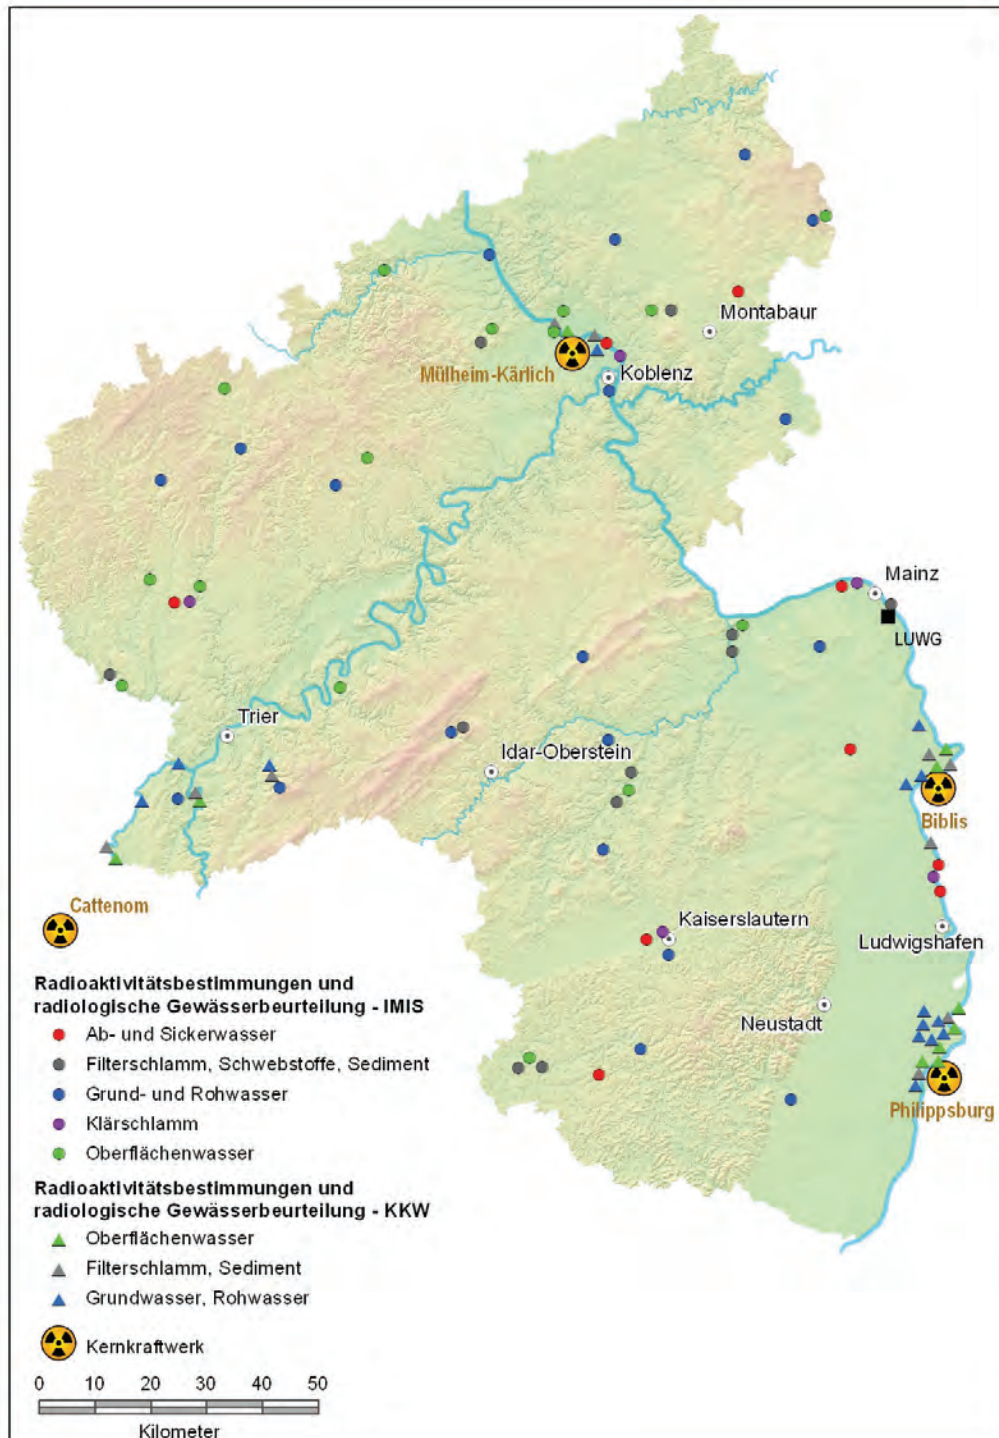 Montabaur
Mülheim-Kärlich
Koblenz
Mainz
LUWG
Trier
Idar-Oberstein
Biblis
Cattenom
Kaiserslautern
Ludwigshafen
Neustadt
Philippsburg
Radioaktivitätsbestimmungen und
radiologische Gewässerbeurteilung - IMIS
Ab- und Sickerwasser
Filterschlamm, Schwebstoffe, Sediment
Grund- und Rohwasser
Klärschlamm
Oberflächenwasser
Radioaktivitätsbestimmungen und
radiologische Gewässerbeurteilung - KKW
Oberflächenwasser
Filterschlamm, Sediment
Grundwasser, Rohwasser
Kernkraftwerk
0 10 20 30 40 50
Kilometer